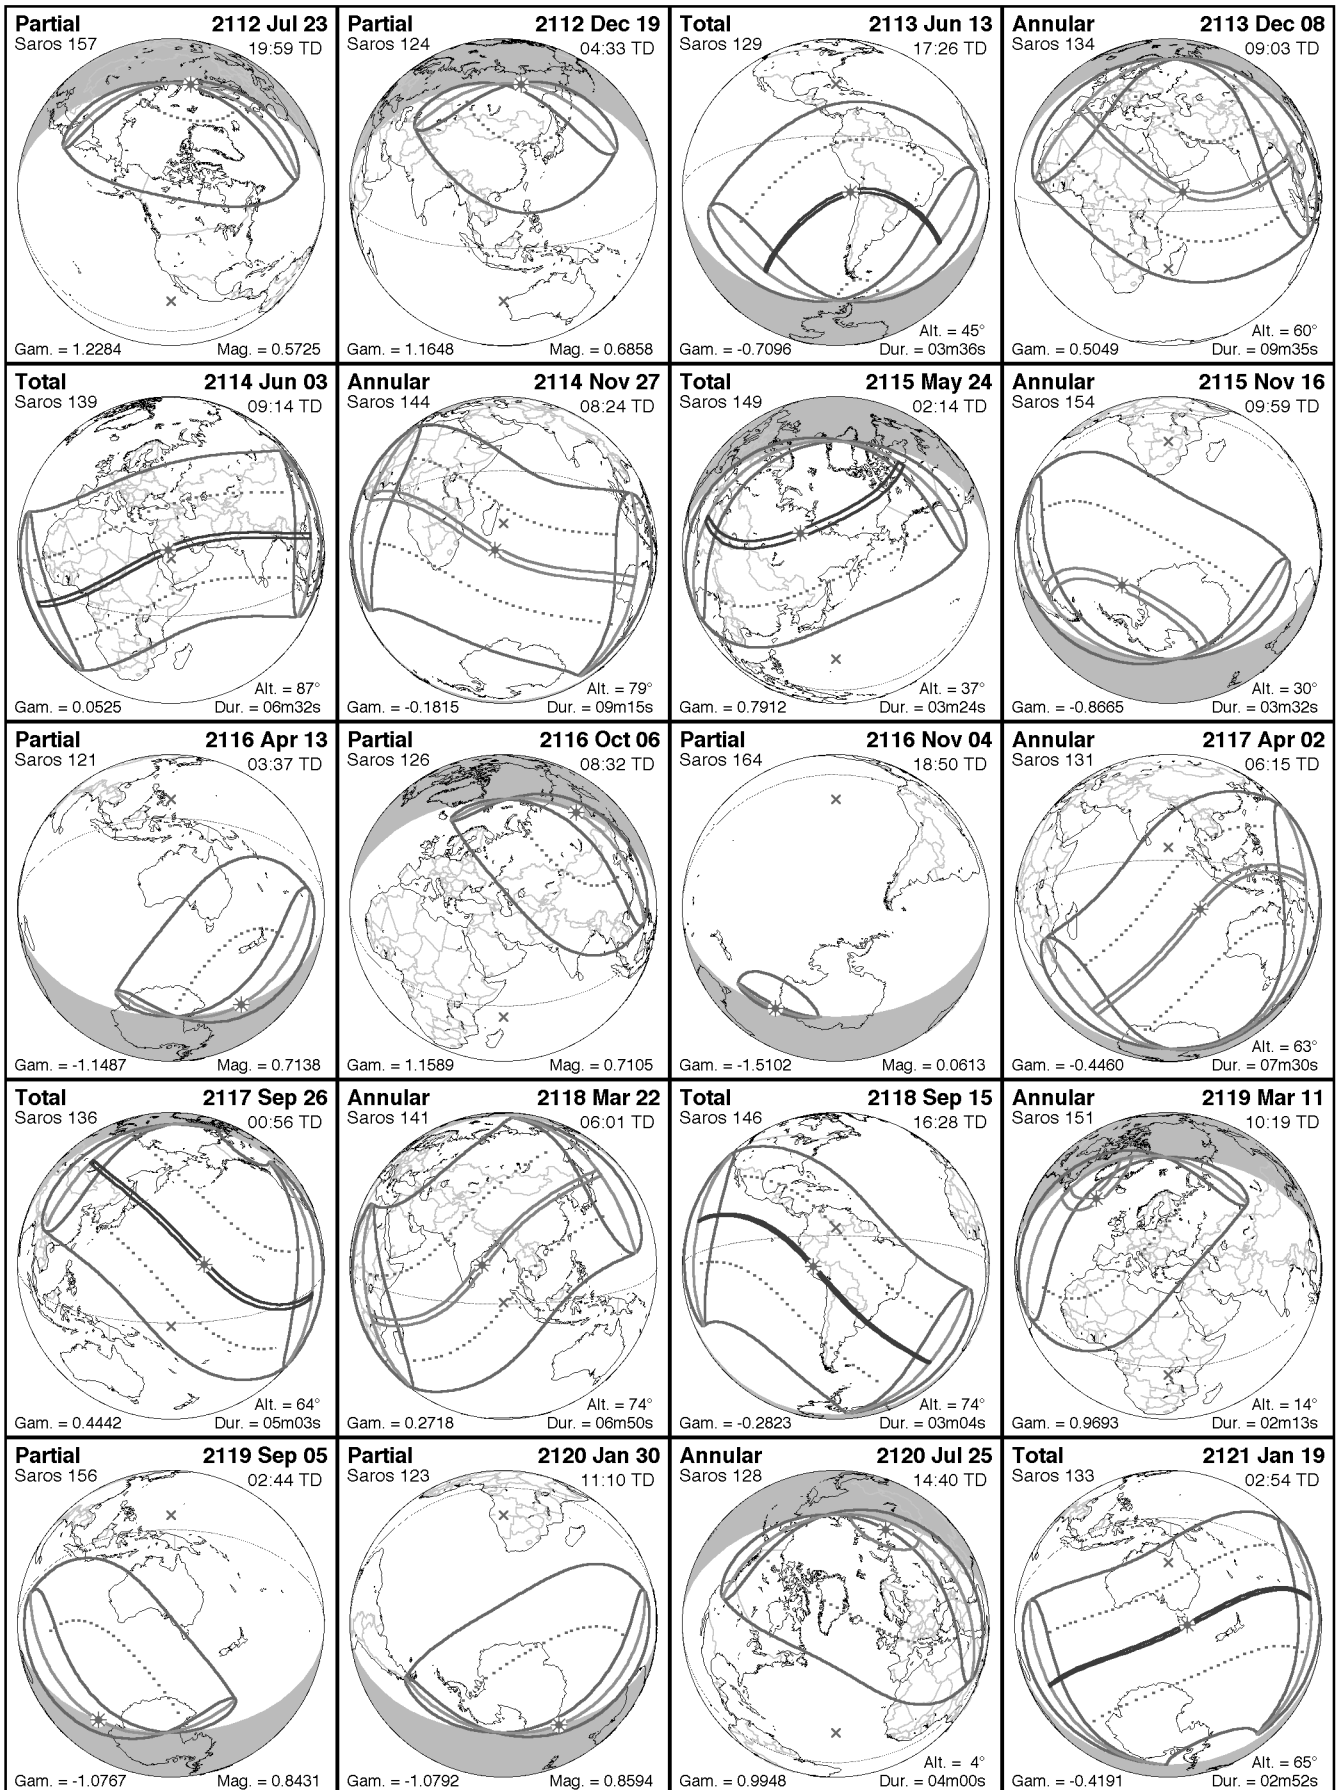 Partial 2112 Jul 23
Saros 157 19:59 TD
Gam. = 1.2284 Mag. = 0.5725
Partial 2112 Dec 19
Saros 124 04:33 TD
Gam. = 1.1648 Mag. = 0.6858
Total 2113 Jun 13
Saros 129 17:26 TD
Alt. = 45°
Gam. = -0.7096 Dur. = 03m36s
Annular 2113 Dec 08
Saros 134 09:03 TD
Alt. = 60°
Gam. = 0.5049 Dur. = 09m35s
Total 2114 Jun 03
Saros 139 09:14 TD
Alt. = 87°
Gam. = 0.0525 Dur. = 06m32s
Annular 2114 Nov 27
Saros 144 08:24 TD
Alt. = 79°
Gam. = -0.1815 Dur. = 09m15s
Total 2115 May 24
Saros 149 02:14 TD
Alt. = 37°
Gam. = 0.7912 Dur. = 03m24s
Annular 2115 Nov 16
Saros 154 09:59 TD
Alt. = 30°
Gam. = -0.8665 Dur. = 03m32s
Partial 2116 Apr 13
Saros 121 03:37 TD
Gam. = -1.1487 Mag. = 0.7138
Partial 2116 Oct 06
Saros 126 08:32 TD
Gam. = 1.1589 Mag. = 0.7105
Partial 2116 Nov 04
Saros 164 18:50 TD
Gam. = -1.5102 Mag. = 0.0613
Annular 2117 Apr 02
Saros 131 06:15 TD
Alt. = 63°
Gam. = -0.4460 Dur. = 07m30s
Total 2117 Sep 26
Saros 136 00:56 TD
Alt. = 64°
Gam. = 0.4442 Dur. = 05m03s
Annular 2118 Mar 22
Saros 141 06:01 TD
Alt. = 74°
Gam. = 0.2718 Dur. = 06m50s
Total 2118 Sep 15
Saros 146 16:28 TD
Alt. = 74°
Gam. = -0.2823 Dur. = 03m04s
Annular 2119 Mar 11
Saros 151 10:19 TD
Alt. = 14°
Gam. = 0.9693 Dur. = 02m13s
Partial 2119 Sep 05
Saros 156 02:44 TD
Gam. = -1.0767 Mag. = 0.8431
Partial 2120 Jan 30
Saros 123 11:10 TD
Gam. = -1.0792 Mag. = 0.8594
Annular 2120 Jul 25
Saros 128 14:40 TD
Alt. = 4°
Gam. = 0.9948 Dur. = 04m00s
Total 2121 Jan 19
Saros 133 02:54 TD
Alt. = 65°
Gam. = -0.4191 Dur. = 02m52s